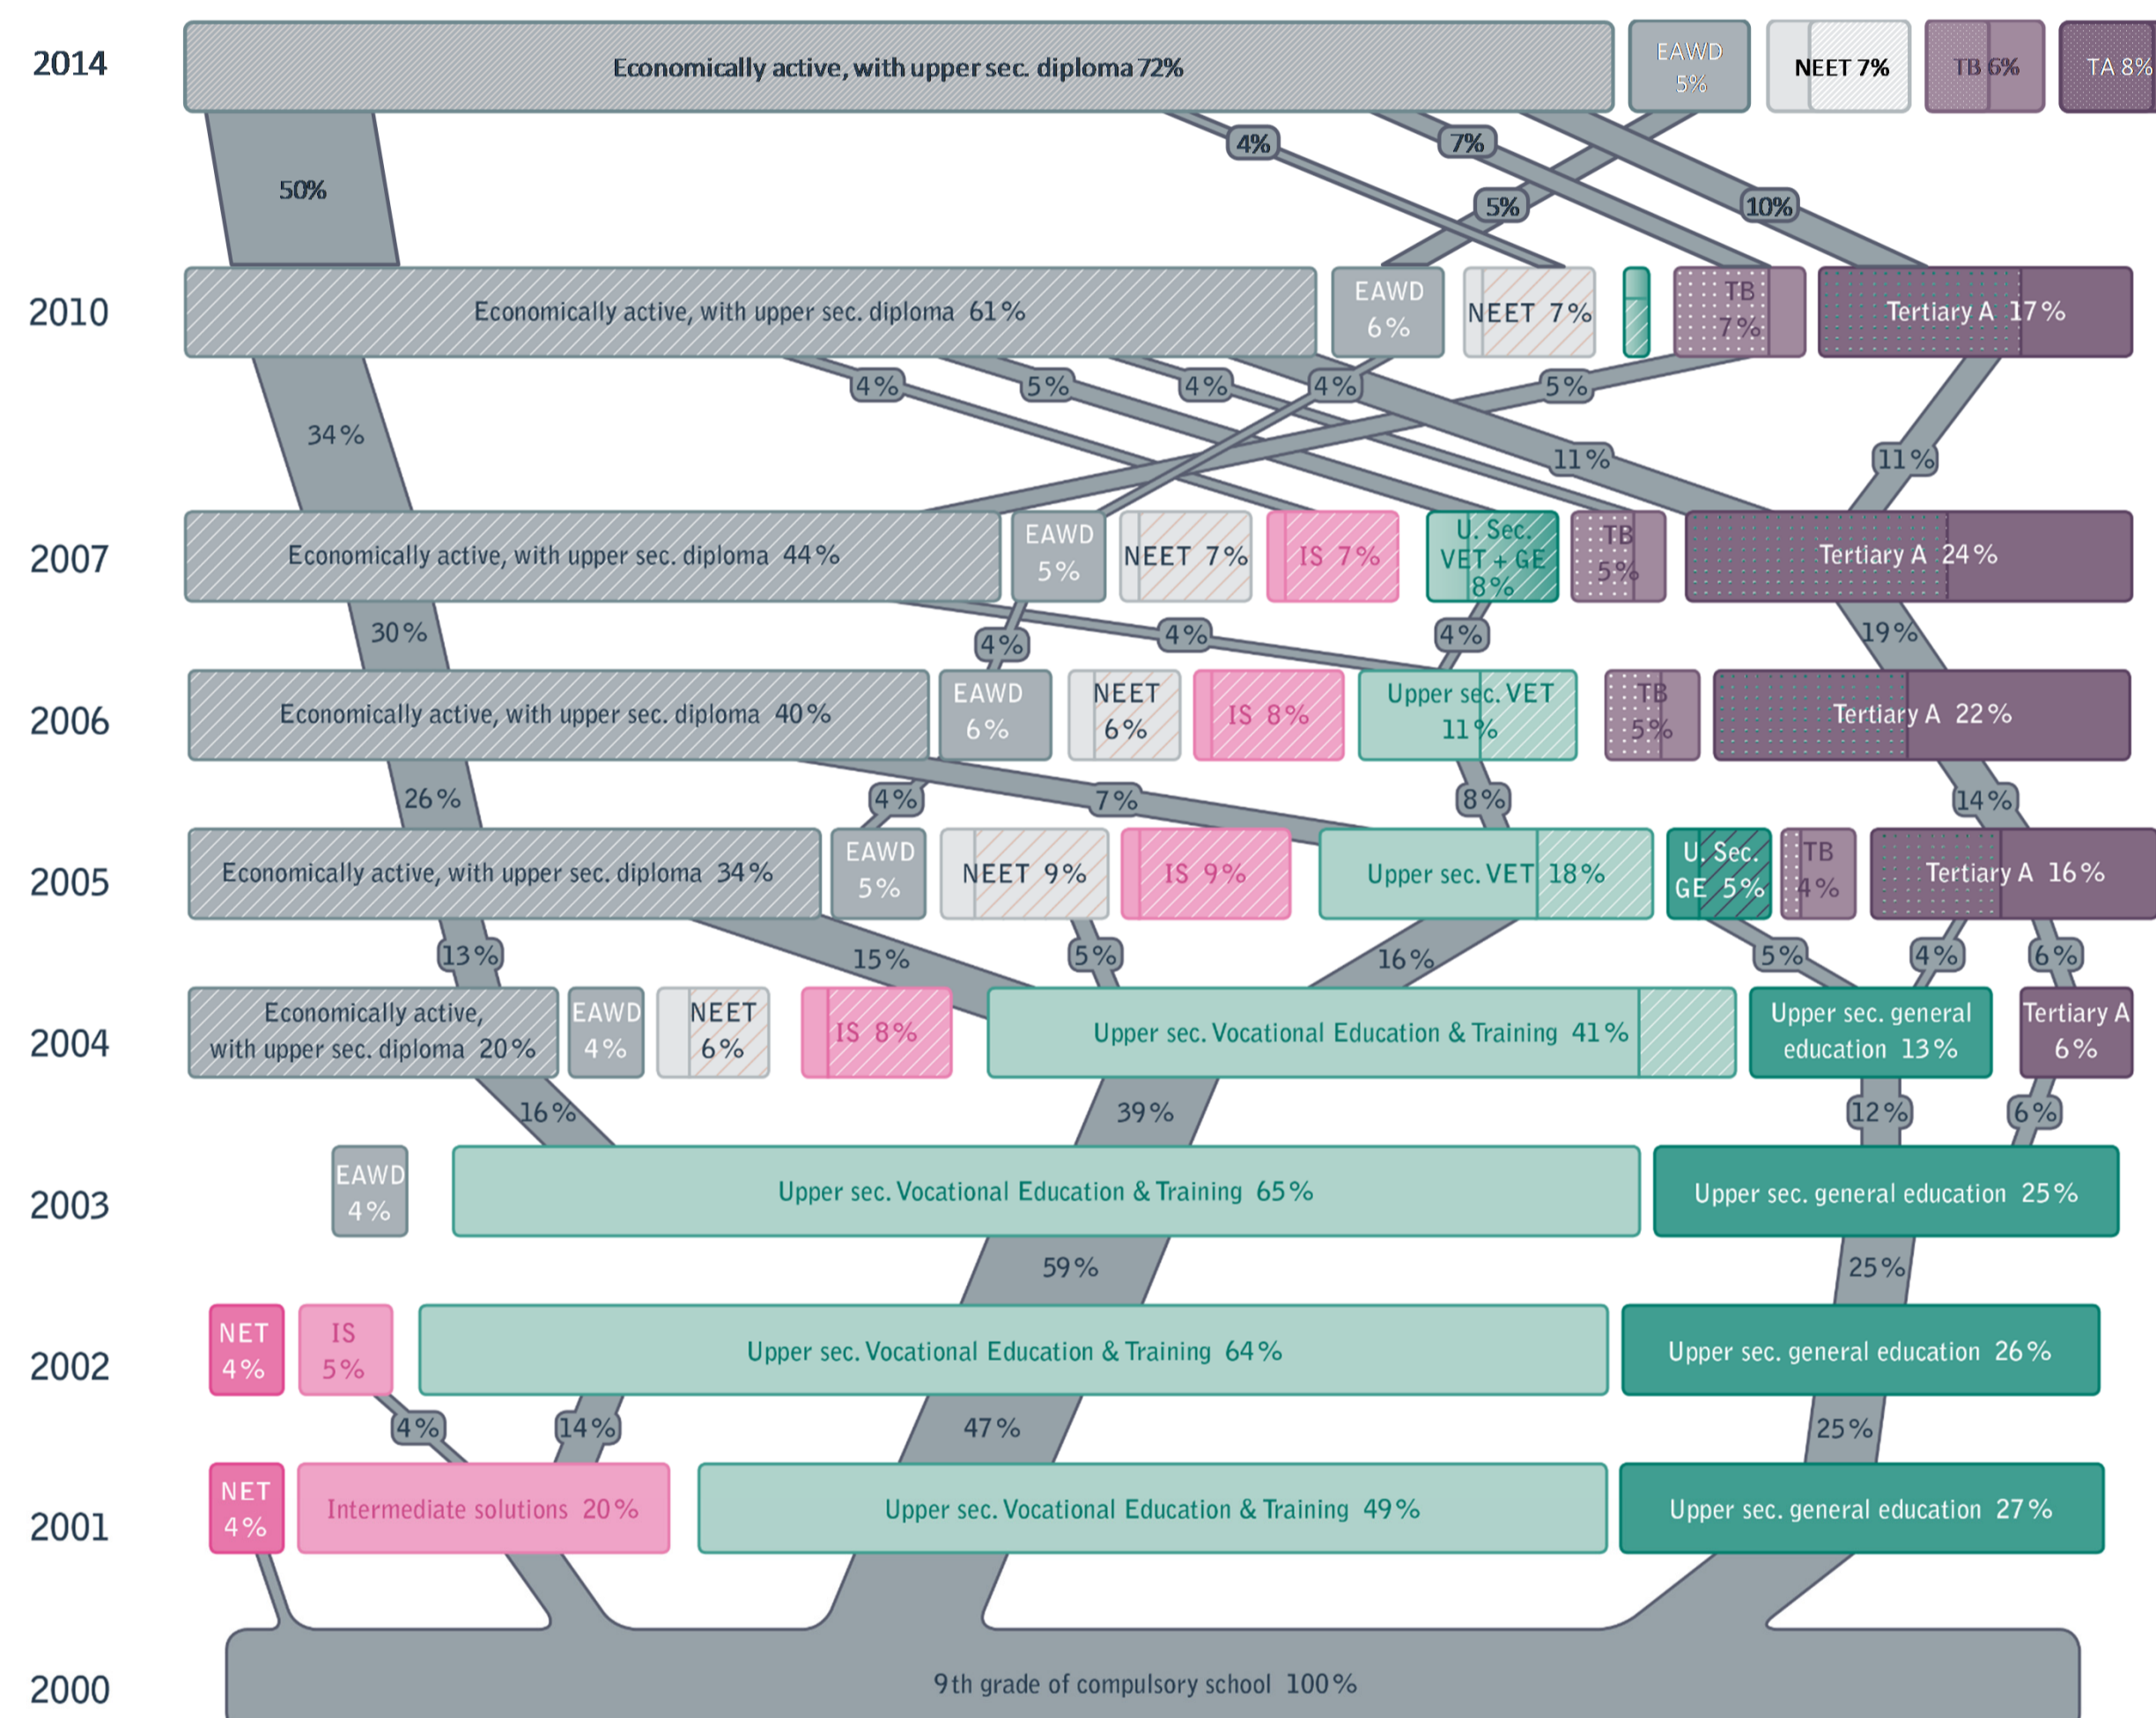 2014
Economically active, with upper sec. diploma 72%
EAWD
5%
NEET 7%
TB 6%
TA 8%
50%
4%
7%
5%
10%
2010
Economically active, with upper sec. diploma 61%
EAWD
6%
NEET 7%
TB
7%
Tertiary A 17%
34%
4%
5%
4%
4%
5%
11%
11%
2007
Economically active, with upper sec. diploma 44%
EAWD
5%
NEET 7%
IS 7%
U. Sec.
VET + GE
8%
TB
5%
Tertiary A 24%
30%
4%
4%
4%
19%
2006
Economically active, with upper sec. diploma 40%
EAWD
6%
NEET
6%
IS 8%
Upper sec. VET
11%
TB
5%
Tertiary A 22%
26%
4%
7%
8%
14%
2005
Economically active, with upper sec. diploma 34%
EAWD
5%
NEET 9%
IS 9%
Upper sec. VET 18%
U. Sec.
GE 5%
TB
4%
Tertiary A 16%
13%
15%
5%
16%
5%
4%
6%
2004
Economically active,
with upper sec. diploma 20%
EAWD
4%
NEET
6%
IS 8%
Upper sec. Vocational Education & Training 41%
Upper sec. general
education 13%
Tertiary A
6%
16%
39%
12%
6%
2003
EAWD
4%
Upper sec. Vocational Education & Training 65%
Upper sec. general education 25%
59%
25%
2002
NET
4%
IS
5%
Upper sec. Vocational Education & Training 64%
Upper sec. general education 26%
4%
14%
47%
25%
2001
NET
4%
Intermediate solutions 20%
Upper sec. Vocational Education & Training 49%
Upper sec. general education 27%
2000
9th grade of compulsory school 100%